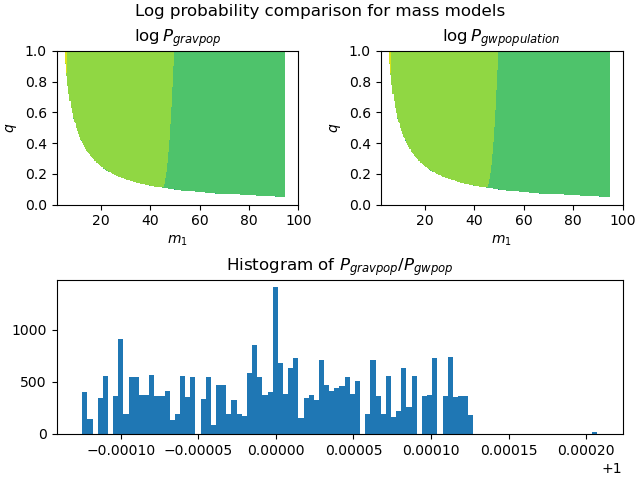 Log probability comparison for mass models
log P_gravpop
log P_gwpopulation
1.0
0.8
0.6
0.4
0.2
0.0
q
20 40 60 80 100
m_1
1.0
0.8
0.6
0.4
0.2
0.0
q
20 40 60 80 100
m_1
Histogram of P_gravpop/P_gwpop
1000
500
0
−0.00010 −0.00005 0.00000 0.00005 0.00010 0.00015 0.00020
+1